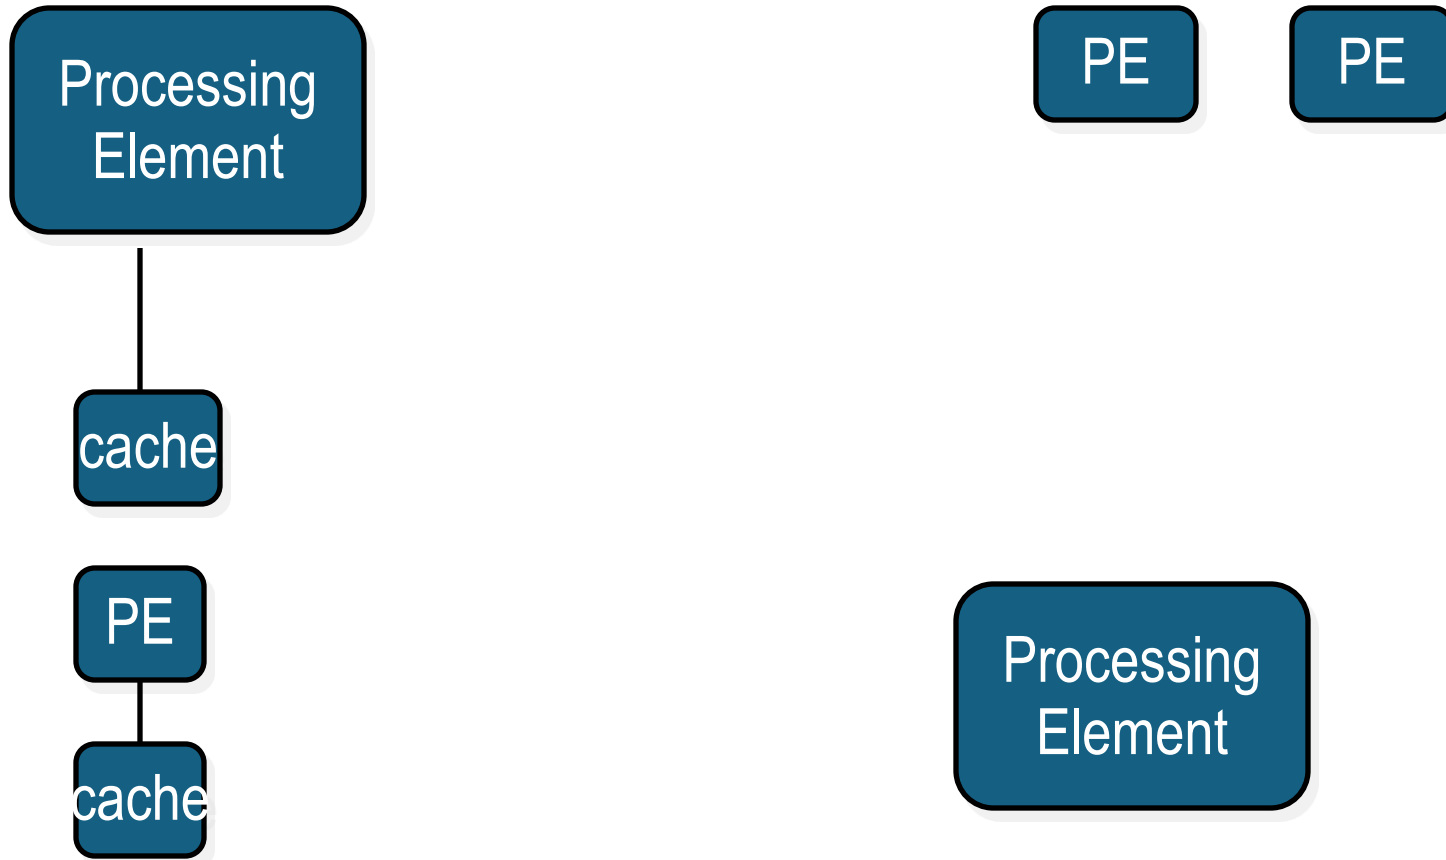 Processing
Element
PE
PE
cache
PE
Processing
Element
cache